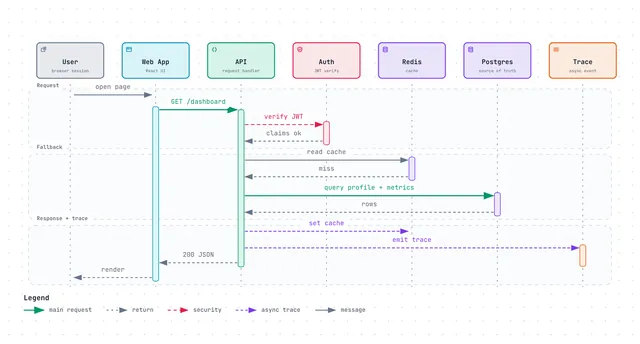 User
browser session
Web App
React UI
API
request handler
Auth
JWT verify
Redis
cache
Postgres
source of truth
Trace
async event
Request
open page
GET /dashboard
verify JWT
claims ok
Fallback
read cache
miss
query profile + metrics
rows
Response + trace
set cache
emit trace
200 JSON
render
Legend
main request
return
security
async trace
message